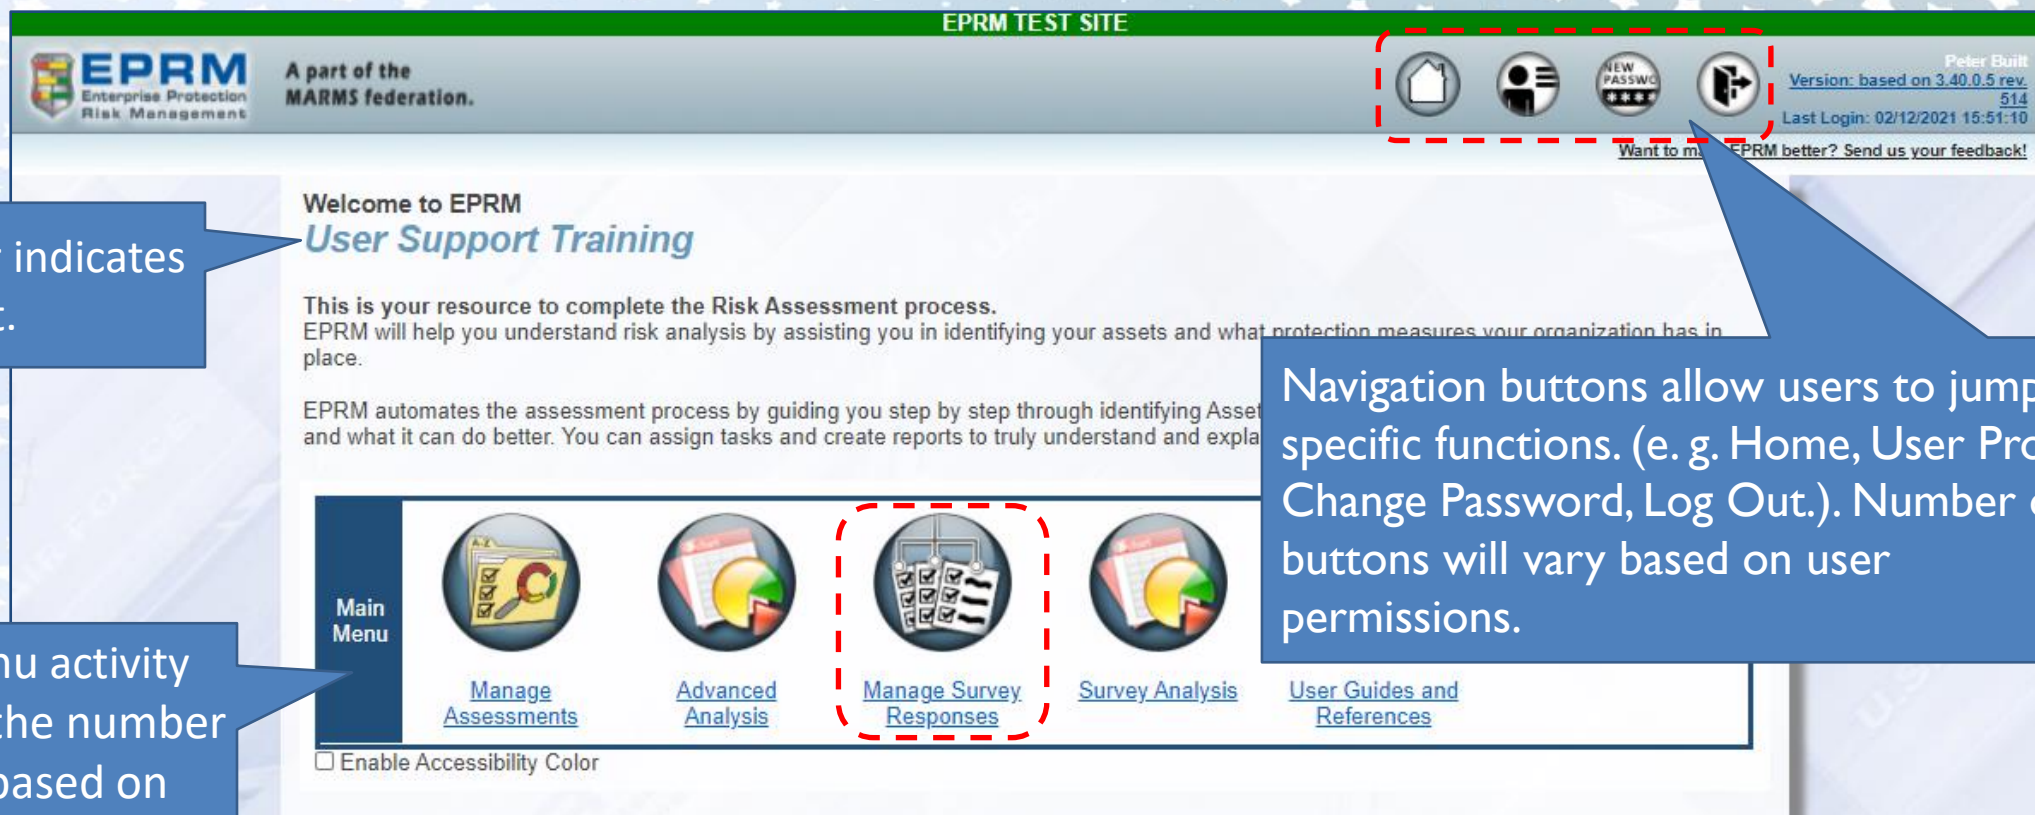 EPRM TEST SITE
EPRM
Enterprise Protection
Risk Management
A part of the
MARMS federation.
NEW
PASSWO
****
Peter Built
Version: based on 3.40.0.5 rev.
514
Last Login: 02/12/2021 15:51:10
Want to ma EPRM better? Send us your feedback!
Welcome to EPRM
User Support Training
indicates
t.
This is your resource to complete the Risk Assessment process.
EPRM will help you understand risk analysis by assisting you in identifying your assets and what protection measures your organization has in
place.
EPRM automates the assessment process by guiding you step by step through identifying Asset
and what it can do better. You can assign tasks and create reports to truly understand and expla
Navigation buttons allow users to jump
specific functions. (e. g. Home, User Pro
Change Password, Log Out.). Number
buttons will vary based on user
permissions.
Main
Menu
Manage
Assessments
Advanced
Analysis
Manage Survey
Responses
Survey Analysis
User Guides and
References
nu activity
the number
based on
Enable Accessibility Color